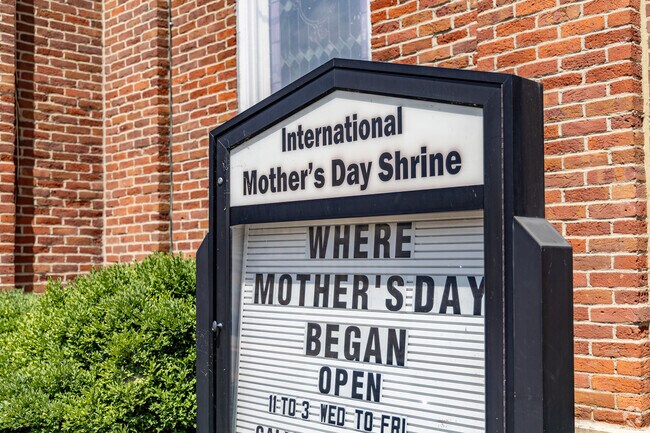 International
Mother's Day Shrine
WHERE
MOTHER'S DAY
BEGAN
OPEN
11-TO 3 WED TO FRI